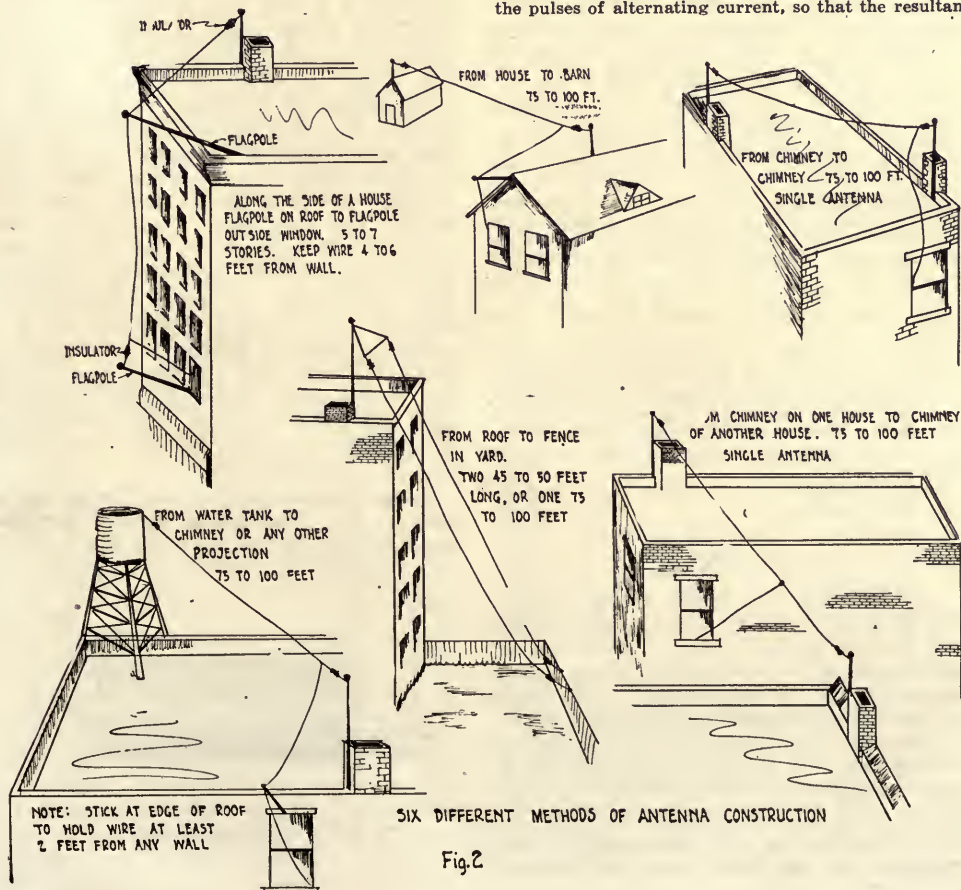 the pulses of alternating current, so that the resultan
FLAGPOLE
ALONG THE SIDE OF A HOUSE
FLAGPOLE ON ROOF TO FLAGPOLE
OUTSIDE WINDOW. 5 TO 7
STORIES. KEEP WIRE 4 TO 6
FEET FROM WALL.
INSULATOR
FLAGPOLE
FROM HOUSE TO BARN
75 TO 100 FT.
FROM CHIMNEY TO
CHIMNEY 75 TO 100 FT.
SINGLE ANTENNA
FROM ROOF TO FENCE
IN YARD.
TWO 45 TO 50 FEET
LONG, OR ONE 75
TO 100 FEET
CHIMNEY ON ONE HOUSE TO CHIMNEY
OF ANOTHER HOUSE. 75 TO 100 FEET
SINGLE ANTENNA
FROM WATER TANK TO
CHIMNEY OR ANY OTHER
PROJECTION
75 TO 100 FEET
NOTE: STICK AT EDGE OF ROOF
TO HOLD WIRE AT LEAST
2 FEET FROM ANY WALL
SIX DIFFERENT METHODS OF ANTENNA CONSTRUCTION
Fig.2